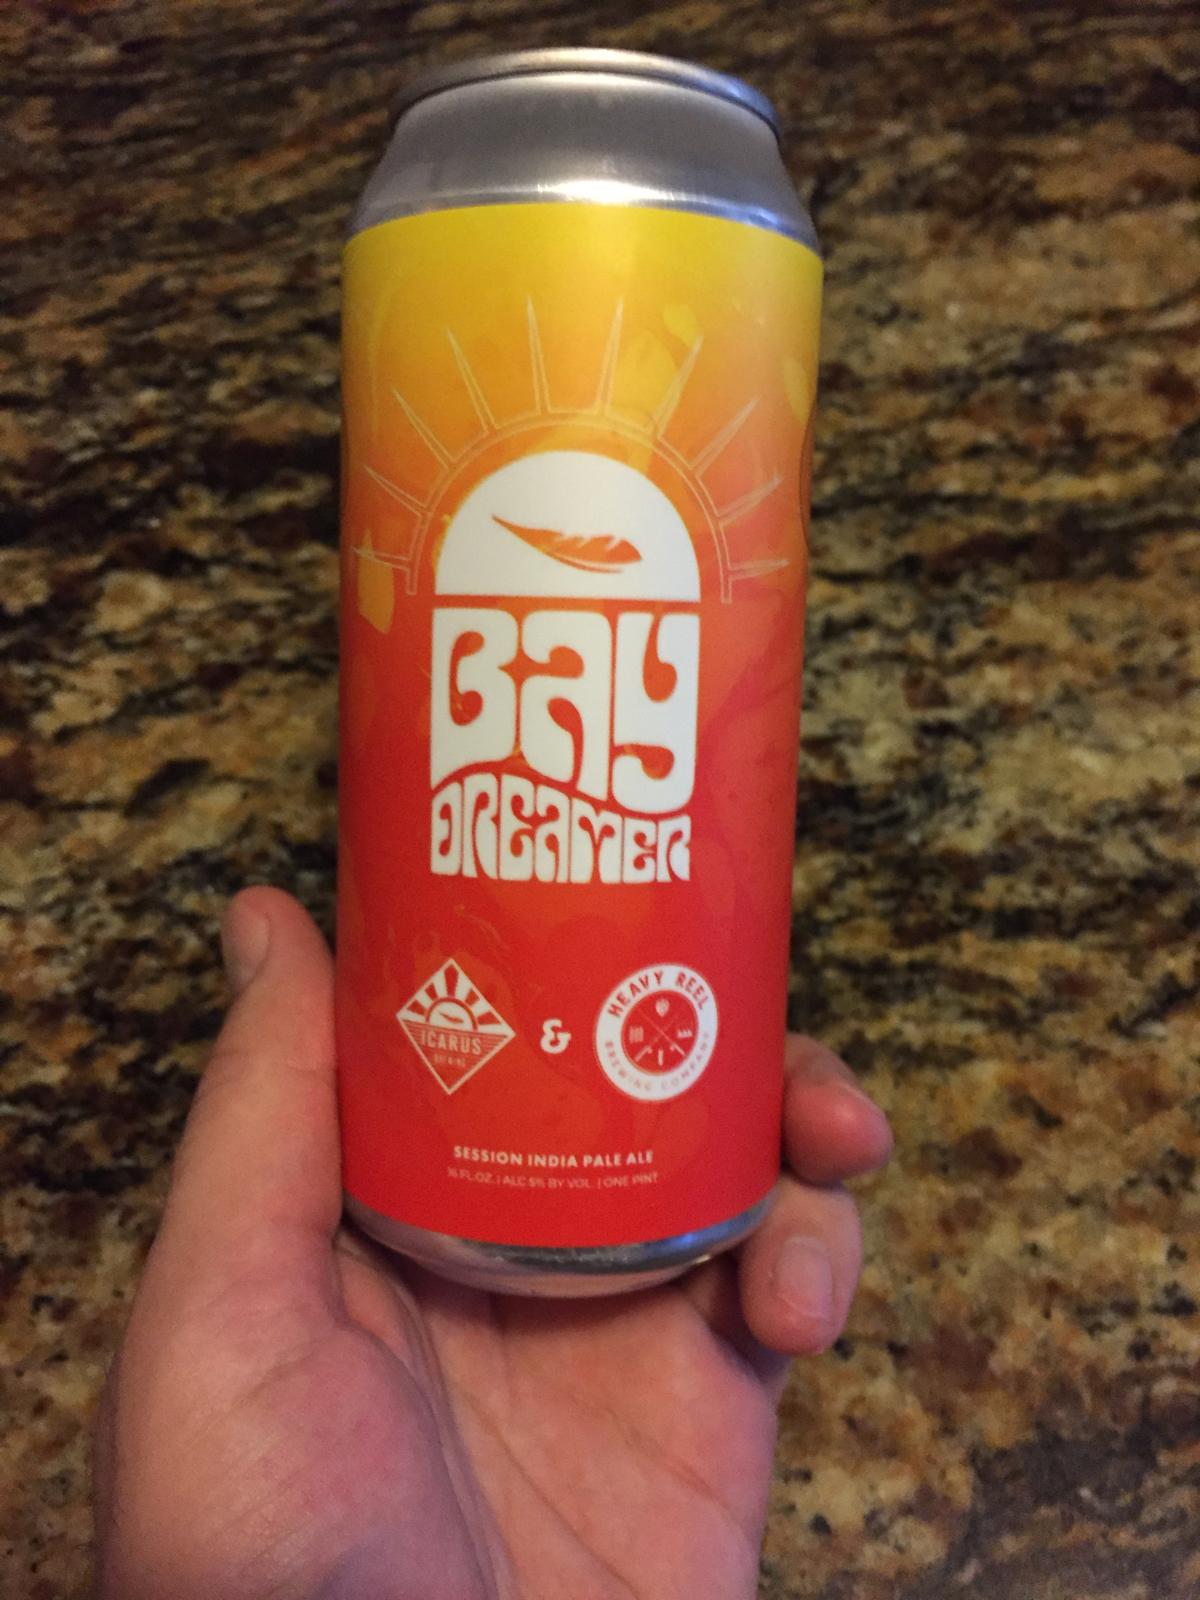 BAY
DREAMER
ICARUS
BREWING
&
HEAVY REEL
BREWING COMPANY
SESSION INDIA PALE ALE
16 FL.OZ. | ALC 5% BY VOL. | ONE PINT